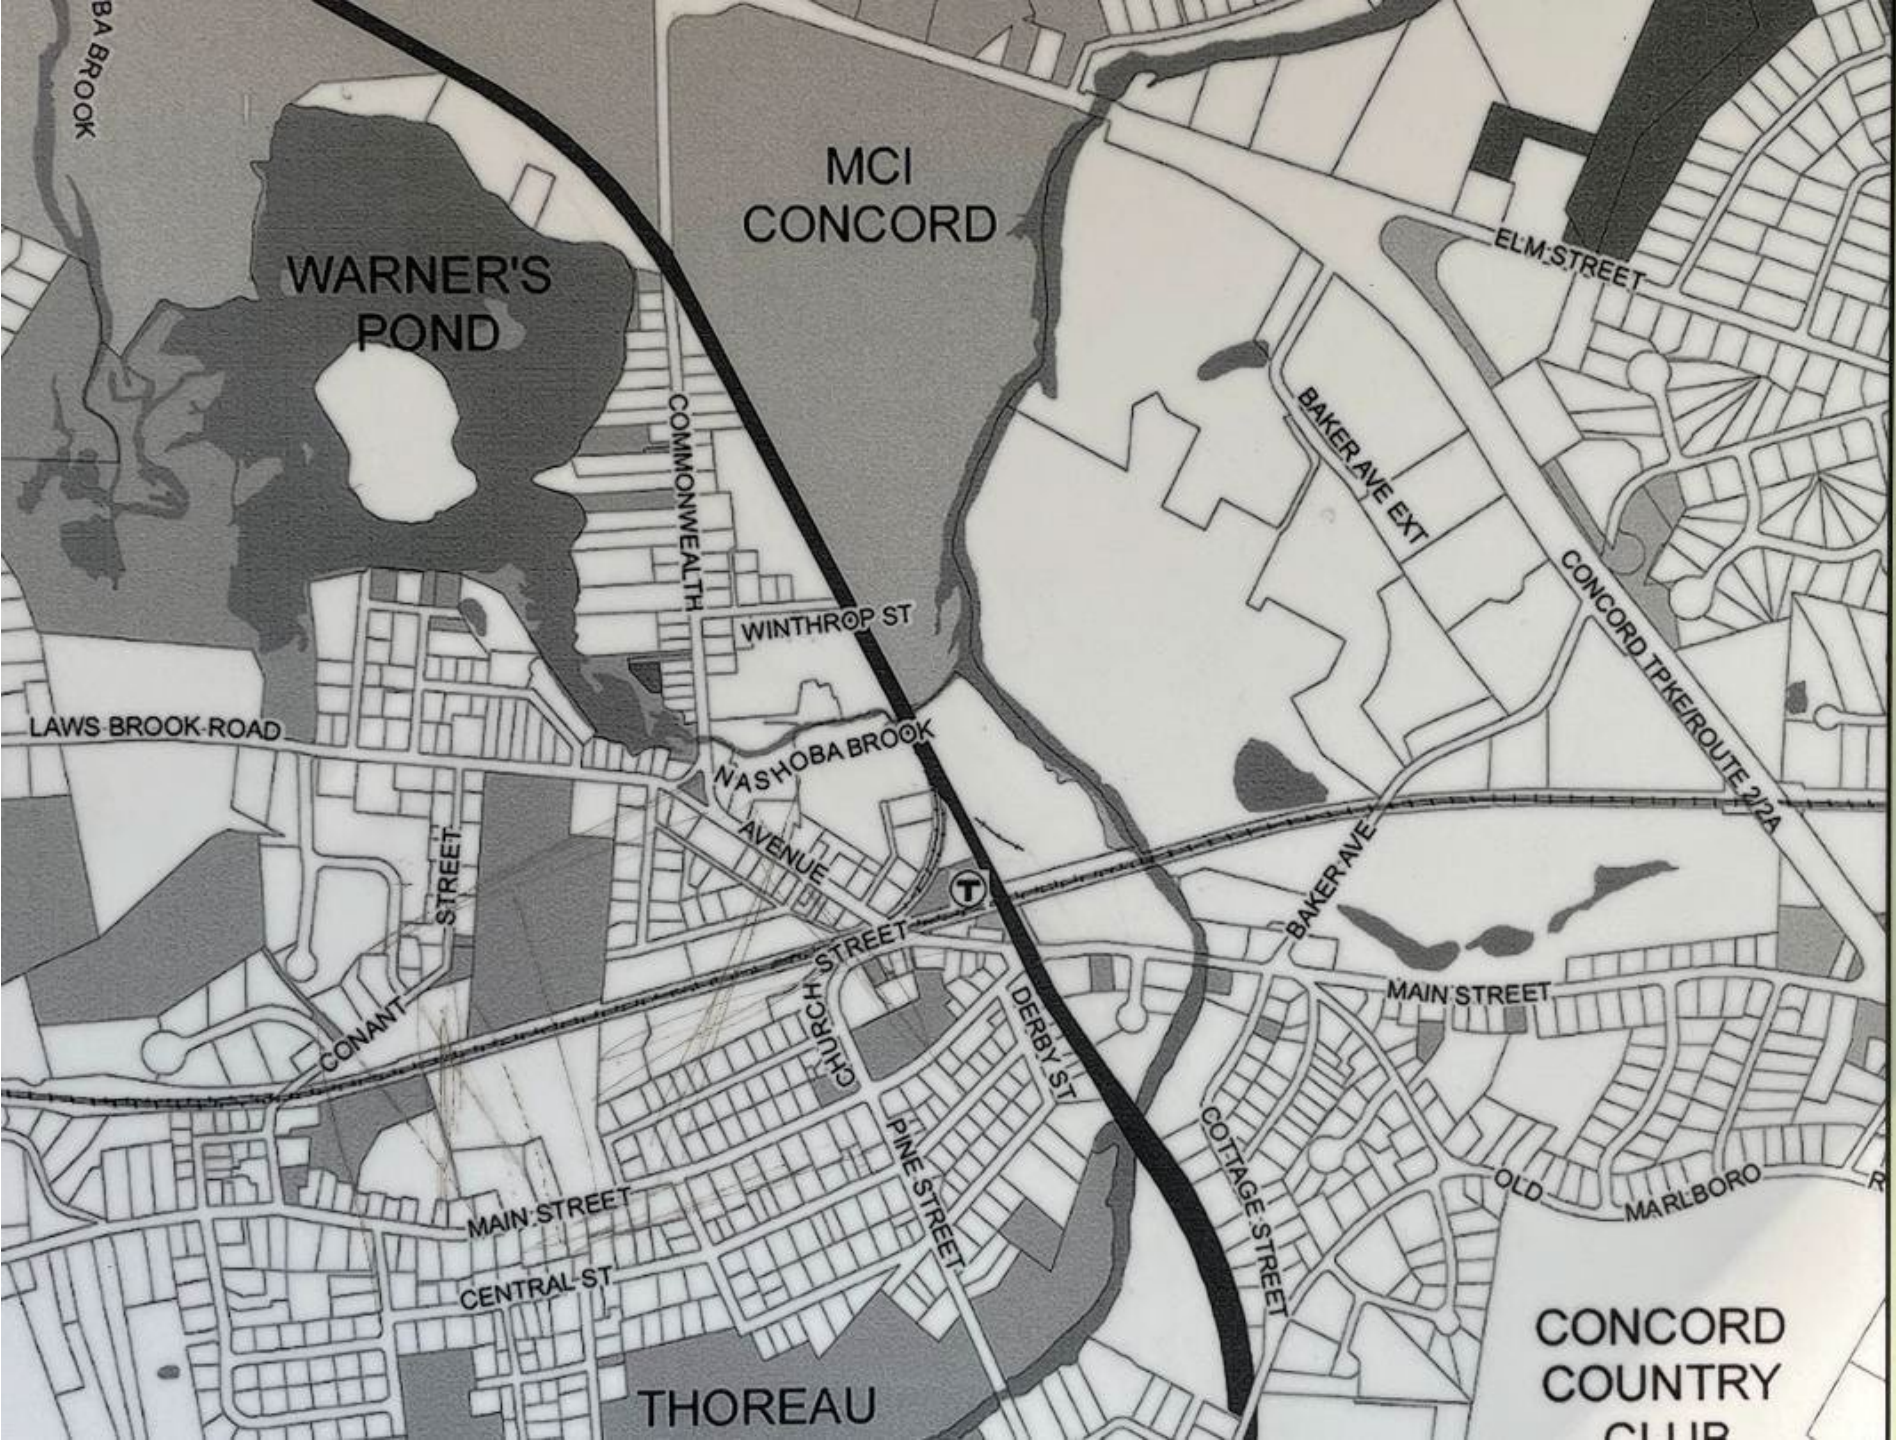 BA BROOK
MCI
CONCORD
WARNER'S
POND
ELM STREET
COMMONWEALTH
BAKER AVE EXT
WINTHROP ST
CONCORD TPKE/ROUTE 2/2A
LAWS BROOK ROAD
NASHOBA BROOK
AVENUE
STREET
T
BAKER AVE
STREET
CHURCH
MAIN STREET
CONANT
DERBY ST
PINE STREET
COTTAGE STREET
OLD
MARLBORO
R
MAIN STREET
CENTRAL ST
CONCORD
COUNTRY
CLUB
THOREAU